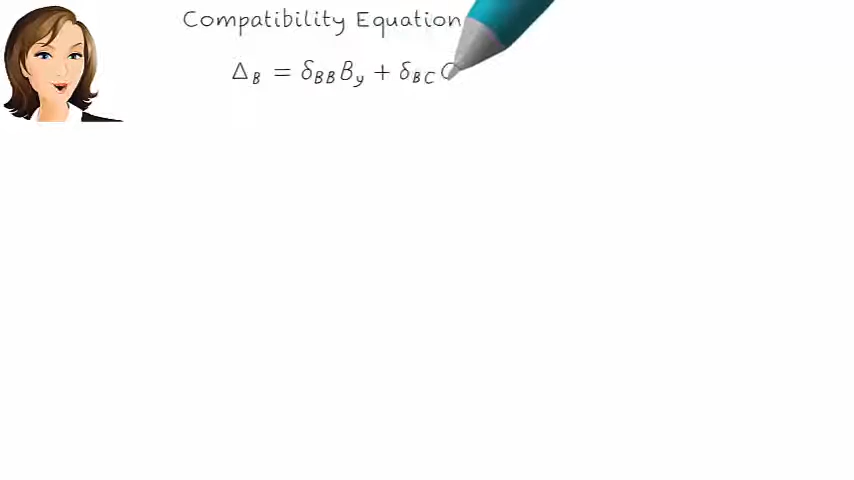 Compatibility Equation
Δ_B = δ_BB B_y + δ_BC C